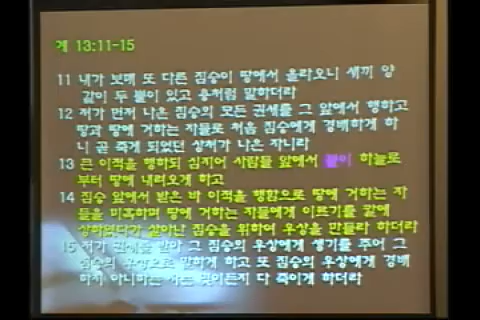 계 13:11-15
11 내가 보매 또 다른 짐승이 땅에서 올라오니 새끼 양
같이 두 뿔이 있고 용처럼 말하더라
12 저가 먼저 나온 짐승의 모든 권세를 그 앞에서 행하고
땅과 땅에 거하는 자들로 처음 짐승에게 경배하게 하
니 곧 죽게 되었던 상처가 나은 자니라
13 큰 이적을 행하되 심지어 사람들 앞에서 불이 하늘로
부터 땅에 내려오게 하고
14 짐승 앞에서 받은 바 이적을 행함으로 땅에 거하는 자
들을 미혹하며 땅에 거하는 자들에게 이르기를 칼에
상하였다가 살아난 짐승을 위하여 우상을 만들라 하더라
15 저가 권세를 받아 그 짐승의 우상에게 생기를 주어 그
짐승의 우상으로 말하게 하고 또 짐승의 우상에게 경배
하지 아니하는 자는 몇이든지 다 죽이게 하더라